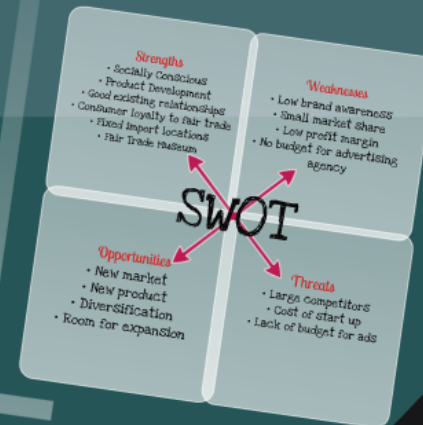 Strengths
• Socially Conscious
• Product Development
• Good existing relationships
• Consumer loyalty to fair trade
• Fixed import locations
• Fair Trade Museum
Weaknesses
• Low brand awareness
• Small market share
• Low profit margin
• No budget for advertising
agency
SWOT
Opportunities
• New market
• New product
• Diversification
• Room for expansion
Threats
• Large competitors
• Cost of start up
• Lack of budget for ads